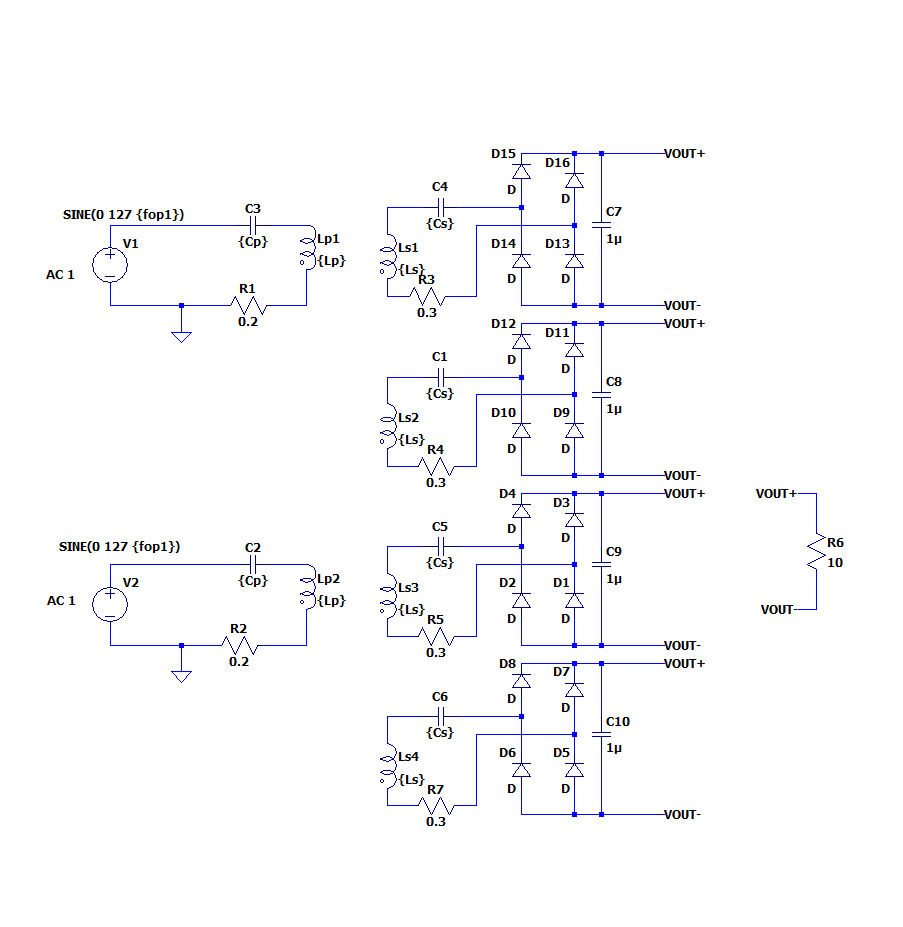 D15
VOUT+
D16
C4
D
SINE(0 127 {fop1})
C3
{Cs}
D
C7
V1
{Cp}
Lp1
Ls1
D14
D13
1µ
AC 1
{Lp}
{Ls}
R3
D
D
R1
0.2
0.3
VOUT-
D12
VOUT+
D11
C1
D
{Cs}
D
C8
Ls2
D10
D9
1µ
{Ls}
R4
D
D
0.3
VOUT-
D4
VOUT+
VOUT+
D3
C5
D
SINE(0 127 {fop1})
C2
{Cs}
D
C9
R6
10
V2
{Cp}
Lp2
Ls3
D2
D1
1µ
AC 1
{Lp}
{Ls}
R5
D
D
VOUT-
R2
0.2
0.3
VOUT-
D8
VOUT+
D7
C6
D
{Cs}
D
C10
Ls4
D6
D5
1µ
{Ls}
R7
D
D
0.3
VOUT-